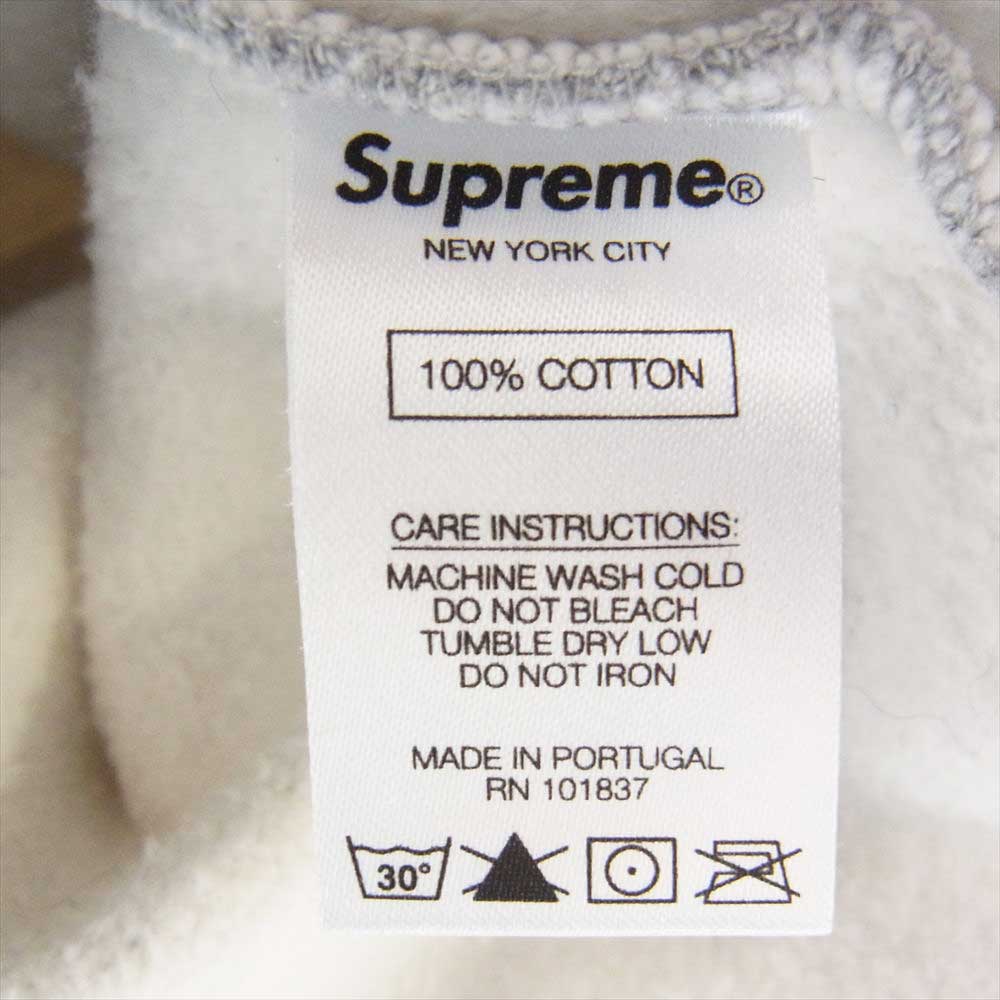 Supreme®
NEW YORK CITY
100% COTTON
CARE INSTRUCTIONS:
MACHINE WASH COLD
DO NOT BLEACH
TUMBLE DRY LOW
DO NOT IRON
MADE IN PORTUGAL
RN 101837
30°